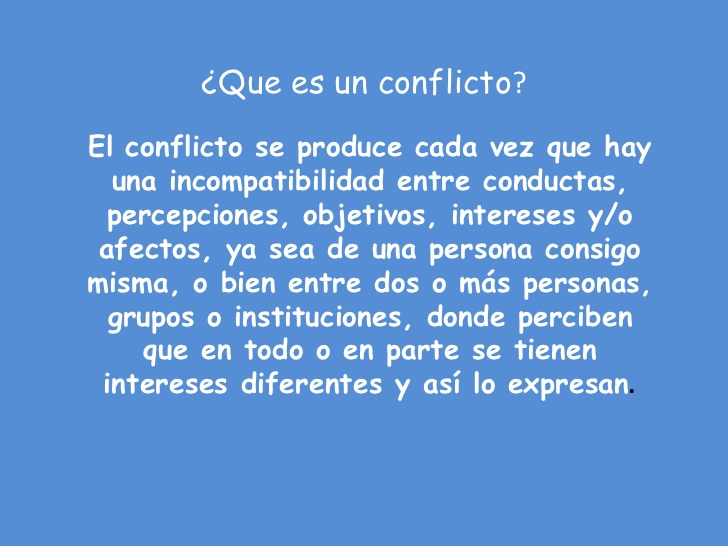 ¿Que es un conflicto?
El conflicto se produce cada vez que hay
una incompatibilidad entre conductas,
percepciones, objetivos, intereses y/o
afectos, ya sea de una persona consigo
misma, o bien entre dos o más personas,
grupos o instituciones, donde perciben
que en todo o en parte se tienen
intereses diferentes y así lo expresan.